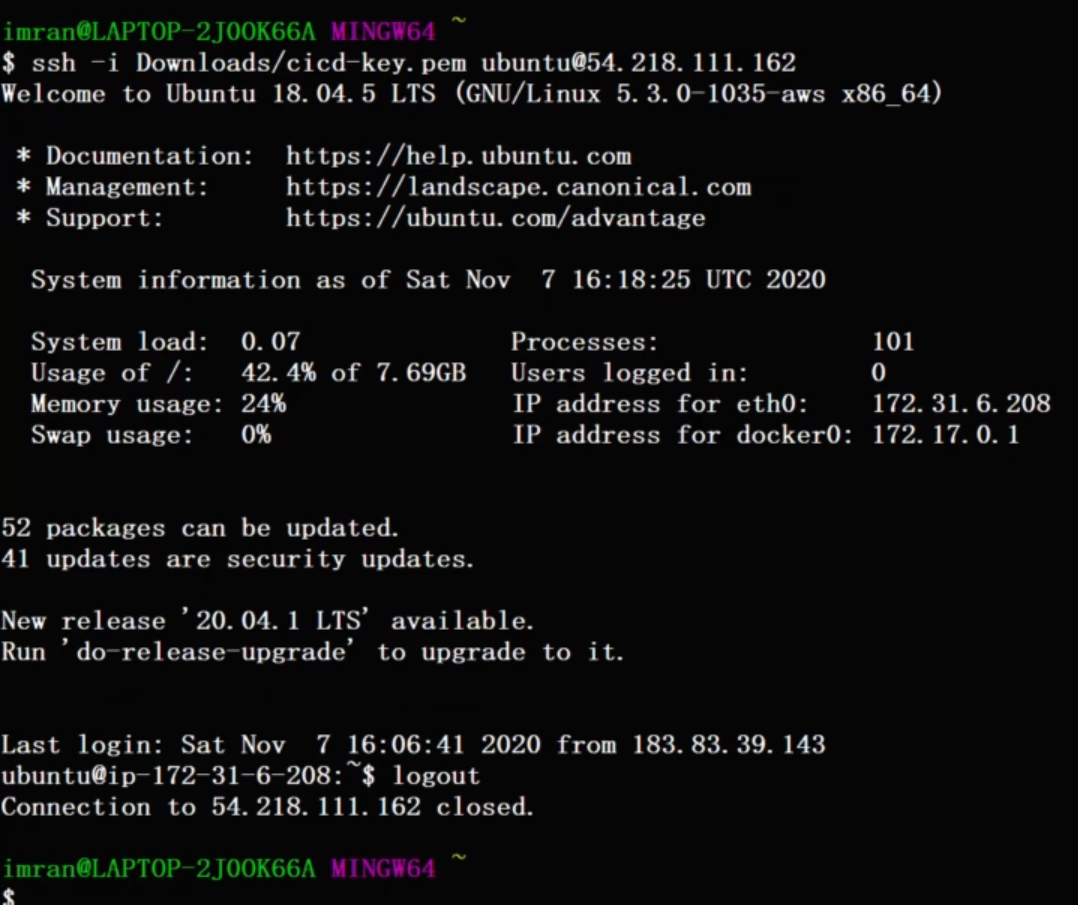 imran@LAPTOP-2JOOK66A MINGW64 ~
$ ssh -i Downloads/cicd-key.pem ubuntu@54.218.111.162
Welcome to Ubuntu 18.04.5 LTS (GNU/Linux 5.3.0-1035-aws x86_64)
* Documentation: https://help.ubuntu.com
* Management: https://landscape.canonical.com
* Support: https://ubuntu.com/advantage
System information as of Sat Nov 7 16:18:25 UTC 2020
System load: 0.07 Processes: 101
Usage of /: 42.4% of 7.69GB Users logged in: 0
Memory usage: 24% IP address for eth0: 172.31.6.208
Swap usage: 0% IP address for docker0: 172.17.0.1
52 packages can be updated.
41 updates are security updates.
New release '20.04.1 LTS' available.
Run 'do-release-upgrade' to upgrade to it.
Last login: Sat Nov 7 16:06:41 2020 from 183.83.39.143
ubuntu@ip-172-31-6-208:~$ logout
Connection to 54.218.111.162 closed.
imran@LAPTOP-2JOOK66A MINGW64 ~
$